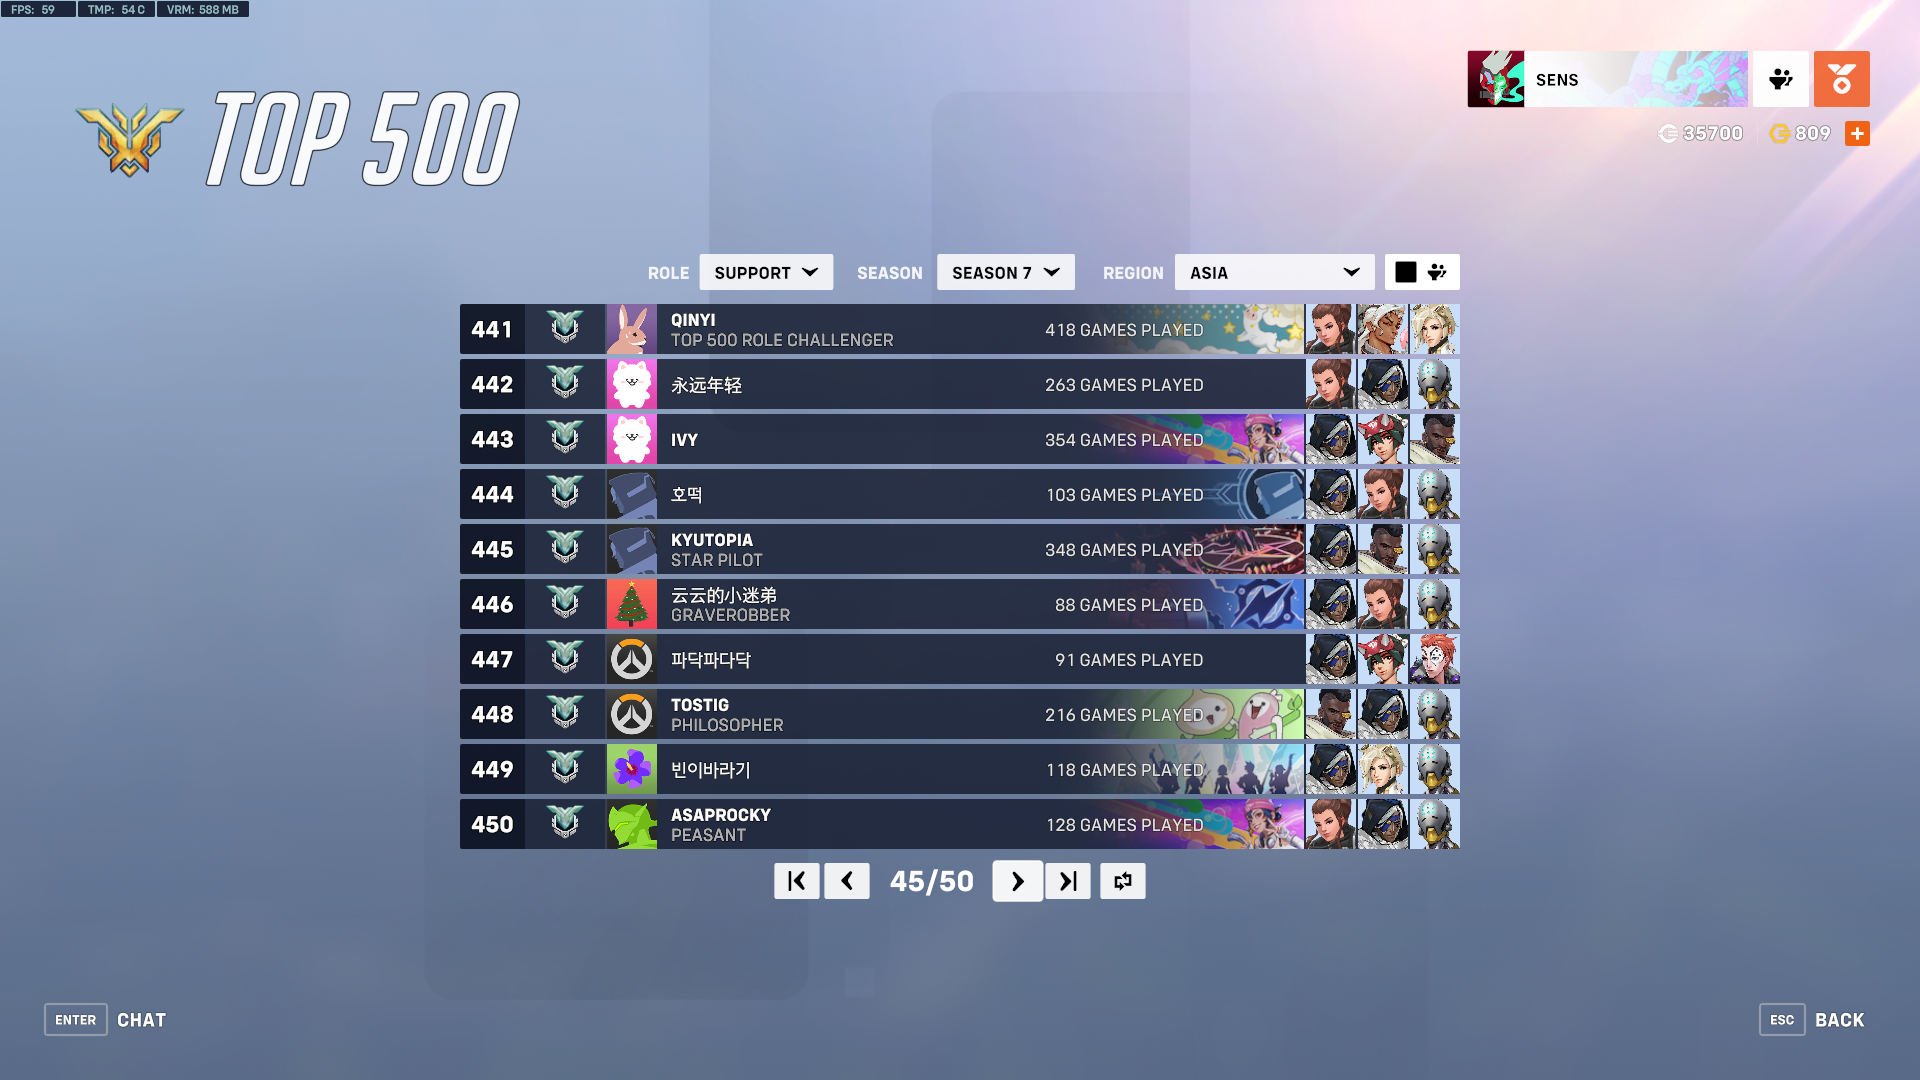 FPS: 59 TMP: 54 C VRM: 588 MB
TOP 500
SENS
35700 809
ROLE SUPPORT SEASON SEASON 7 REGION ASIA
441 QINYI 418 GAMES PLAYED
TOP 500 ROLE CHALLENGER
442 永远年轻 263 GAMES PLAYED
443 IVY 354 GAMES PLAYED
444 호떡 103 GAMES PLAYED
445 KYUTOPIA 348 GAMES PLAYED
STAR PILOT
446 云云的小迷弟 88 GAMES PLAYED
GRAVEROBBER
447 파닥파다닥 91 GAMES PLAYED
448 TOSTIG 216 GAMES PLAYED
PHILOSOPHER
449 빈이바라기 118 GAMES PLAYED
450 ASAPROCKY 128 GAMES PLAYED
PEASANT
45/50
ENTER CHAT
ESC BACK